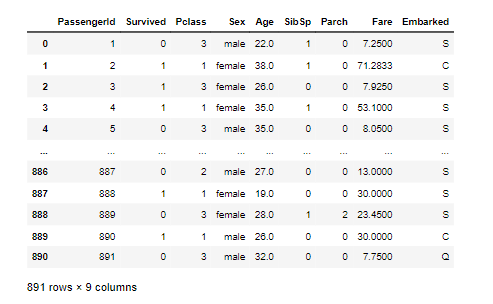 PassengerId Survived Pclass Sex Age SibSp Parch Fare Embarked
0 1 0 3 male 22.0 1 0 7.2500 S
1 2 1 1 female 38.0 1 0 71.2833 C
2 3 1 3 female 26.0 0 0 7.9250 S
3 4 1 1 female 35.0 1 0 53.1000 S
4 5 0 3 male 35.0 0 0 8.0500 S
... ... ... ... ... ... ... ... ... ...
886 887 0 2 male 27.0 0 0 13.0000 S
887 888 1 1 female 19.0 0 0 30.0000 S
888 889 0 3 female 28.0 1 2 23.4500 S
889 890 1 1 male 26.0 0 0 30.0000 C
890 891 0 3 male 32.0 0 0 7.7500 Q
891 rows × 9 columns